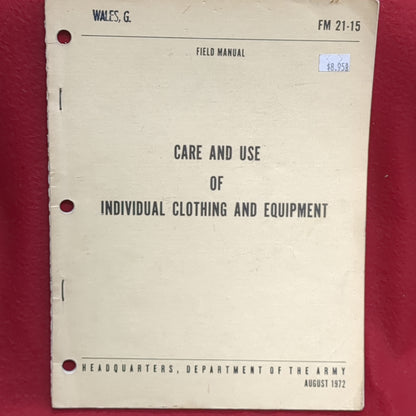 WALES, G.
FM 21-15
FIELD MANUAL
$8.95B
CARE AND USE
OF
INDIVIDUAL CLOTHING AND EQUIPMENT
HEADQUARTERS, DEPARTMENT OF THE ARMY
AUGUST 1972